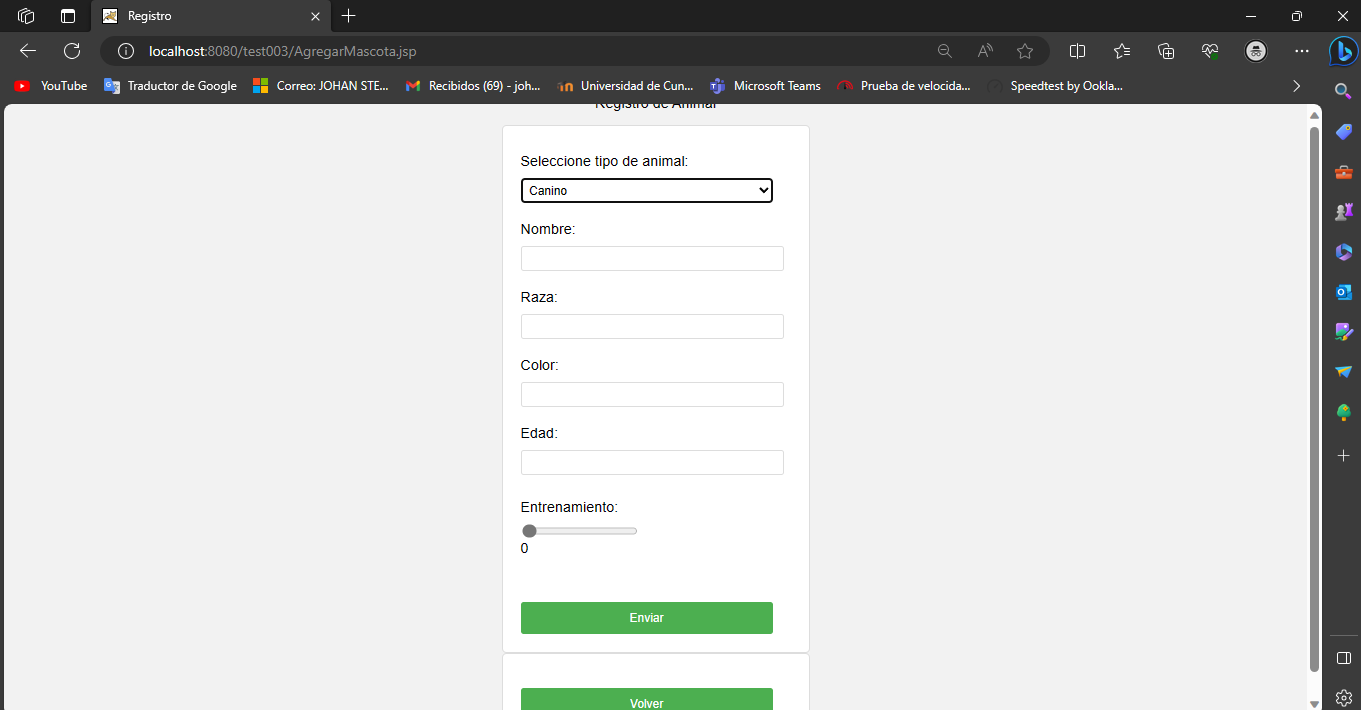 Registro
localhost:8080/test003/AgregarMascota.jsp
YouTube
Traductor de Google
Correo: JOHAN STE...
Recibidos (69) - joh...
Universidad de Cun...
Microsoft Teams
Prueba de velocida...
Speedtest by Ookla...
Registro de Animal
Seleccione tipo de animal:
Canino
Nombre:
Raza:
Color:
Edad:
Entrenamiento:
0
Enviar
Volver